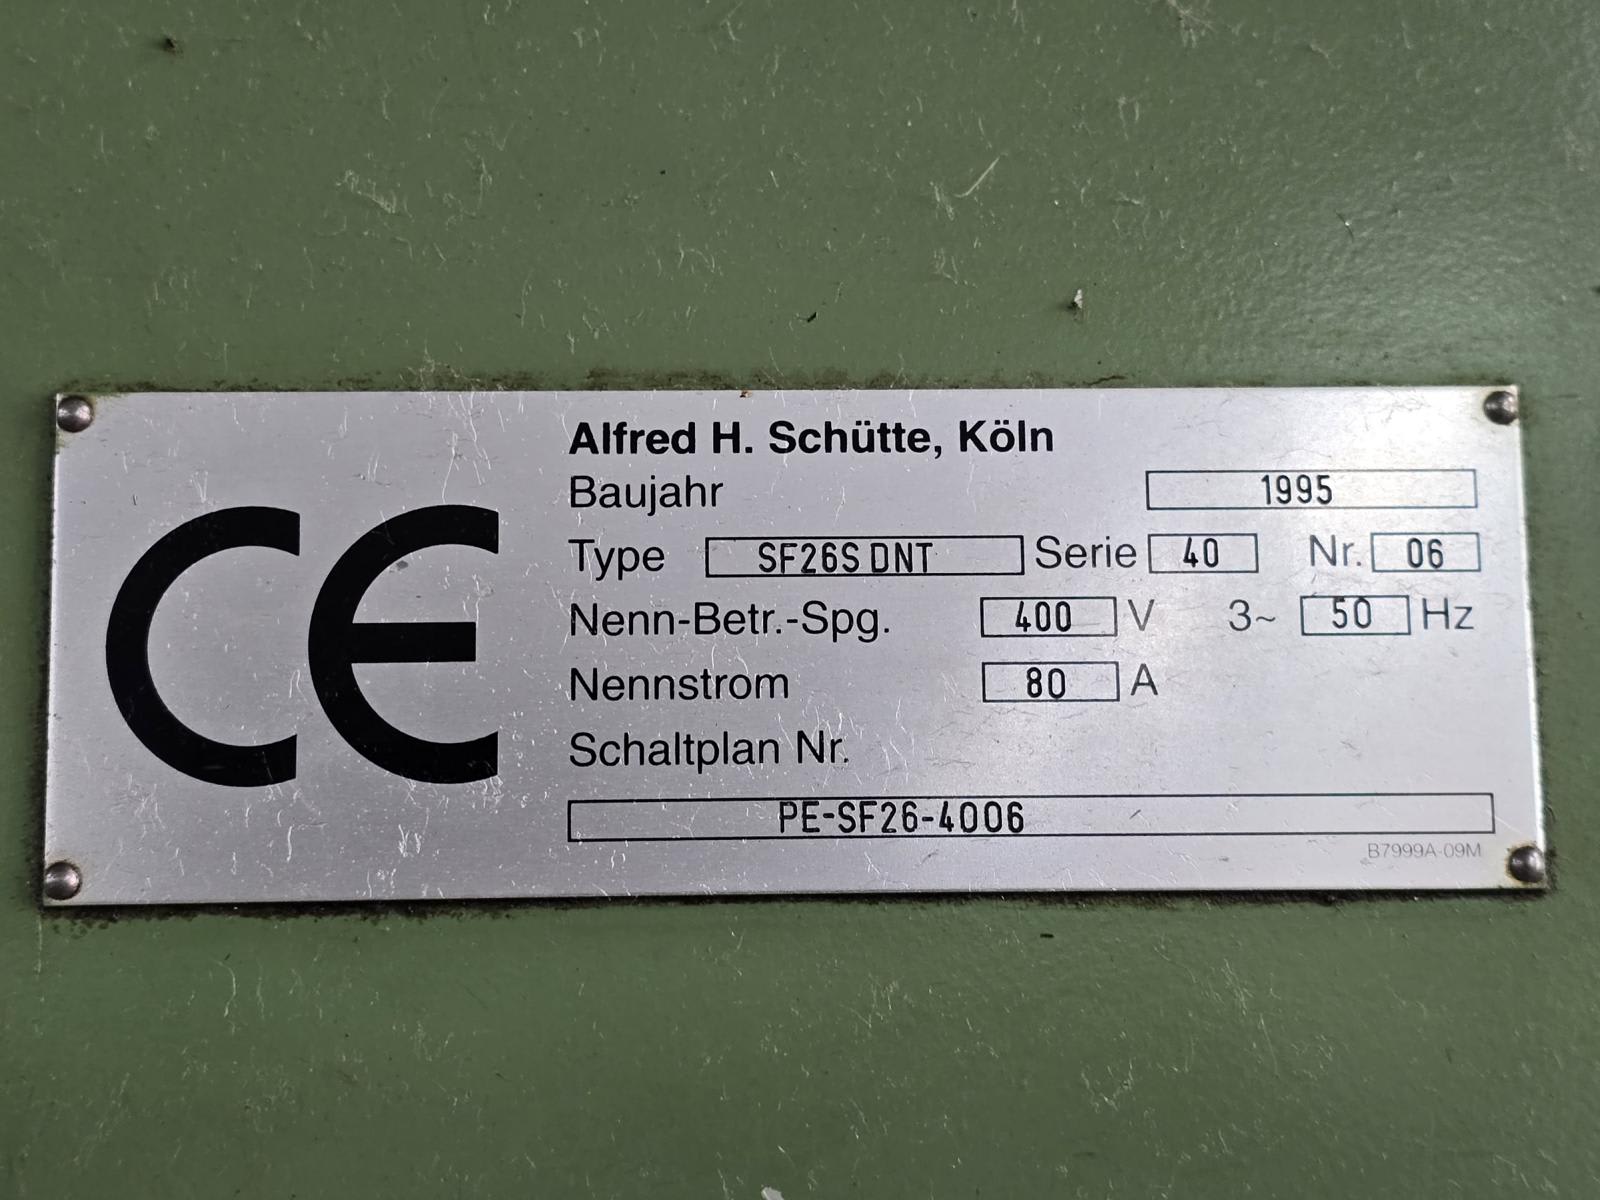 CE
Alfred H. Schütte, Köln
Baujahr 1995
Type SF26S DNT Serie 40 Nr. 06
Nenn-Betr.-Spg. 400 V 3~ 50 Hz
Nennstrom 80 A
Schaltplan Nr.
PE-SF26-4006
B7999A-09M